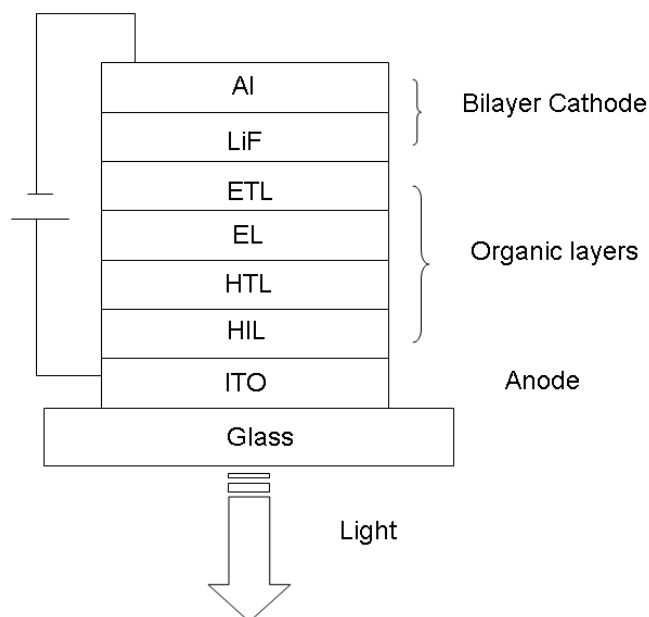 Al
Bilayer Cathode
LiF
ETL
EL
Organic layers
HTL
HIL
ITO
Anode
Glass
Light